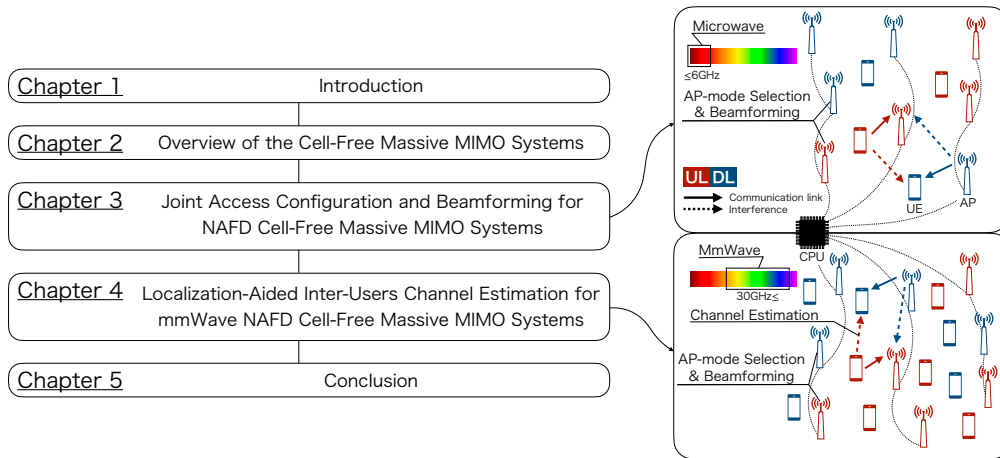 Chapter 1
Introduction
Chapter 2
Overview of the Cell-Free Massive MIMO Systems
Chapter 3
Joint Access Configuration and Beamforming for
NAFD Cell-Free Massive MIMO Systems
Chapter 4
Localization-Aided Inter-Users Channel Estimation for
mmWave NAFD Cell-Free Massive MIMO Systems
Chapter 5
Conclusion
Microwave
≤6GHz
AP-mode Selection
& Beamforming
UL DL
Communication link
Interference
UE
AP
CPU
MmWave
30GHz≤
Channel Estimation
AP-mode Selection
& Beamforming